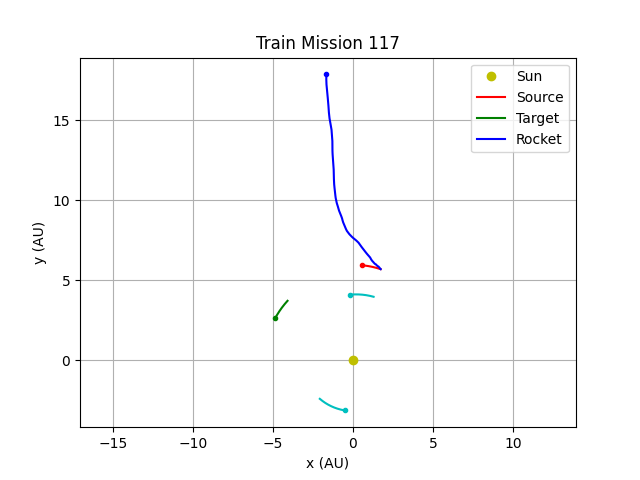 Train Mission 117
Sun
Source
Target
Rocket
15
10
5
0
y (AU)
−15
−10
−5
0
5
10
x (AU)